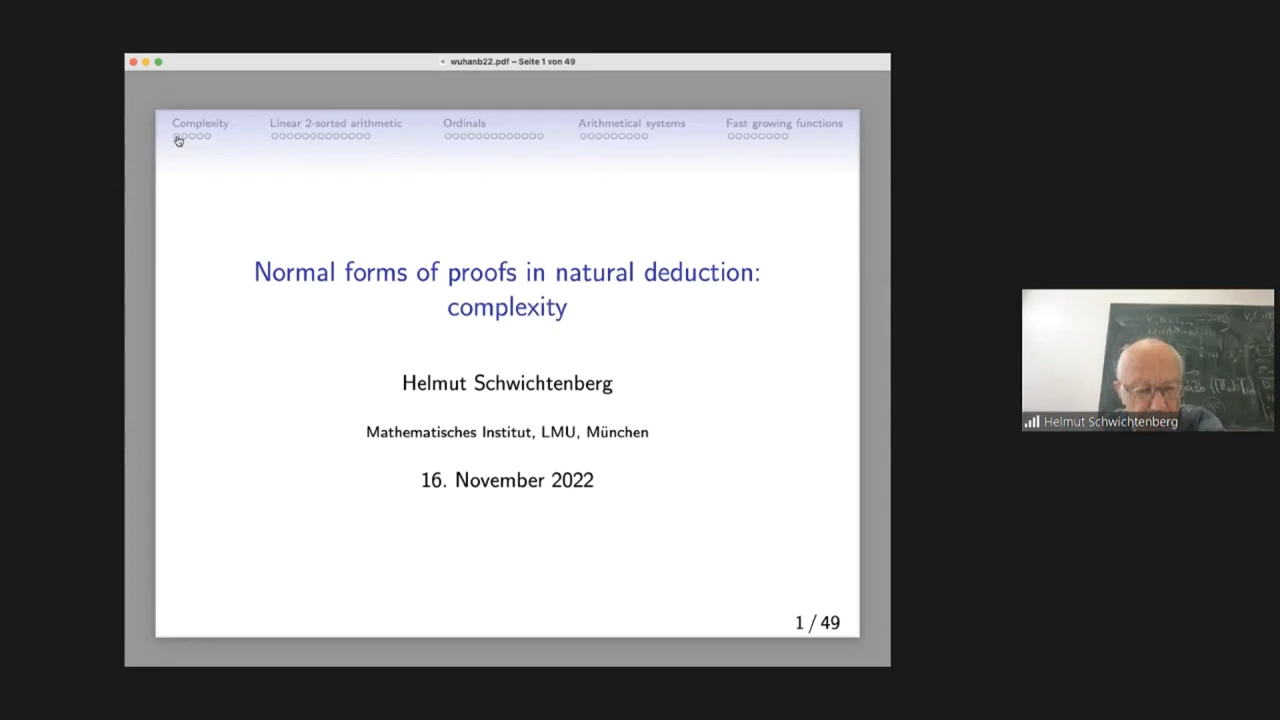 wuhanb22.pdf – Seite 1 von 49
Complexity Linear 2-sorted arithmetic Ordinals Arithmetical systems Fast growing functions
Normal forms of proofs in natural deduction:
complexity
Helmut Schwichtenberg
Mathematisches Institut, LMU, München
16. November 2022
1 / 49
Helmut Schwichtenberg